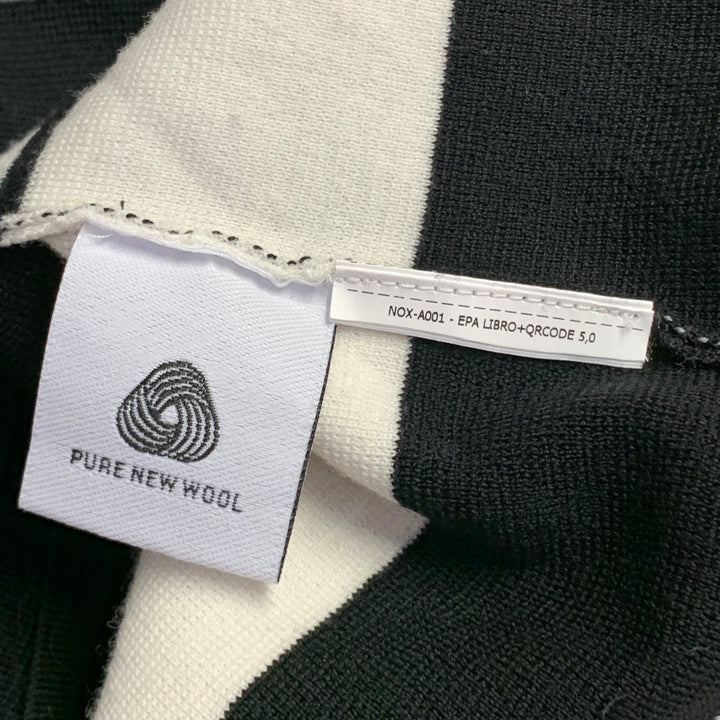 PURE NEW WOOL
NOX-A001 - EPA LIBRO+QRCODE 5,0